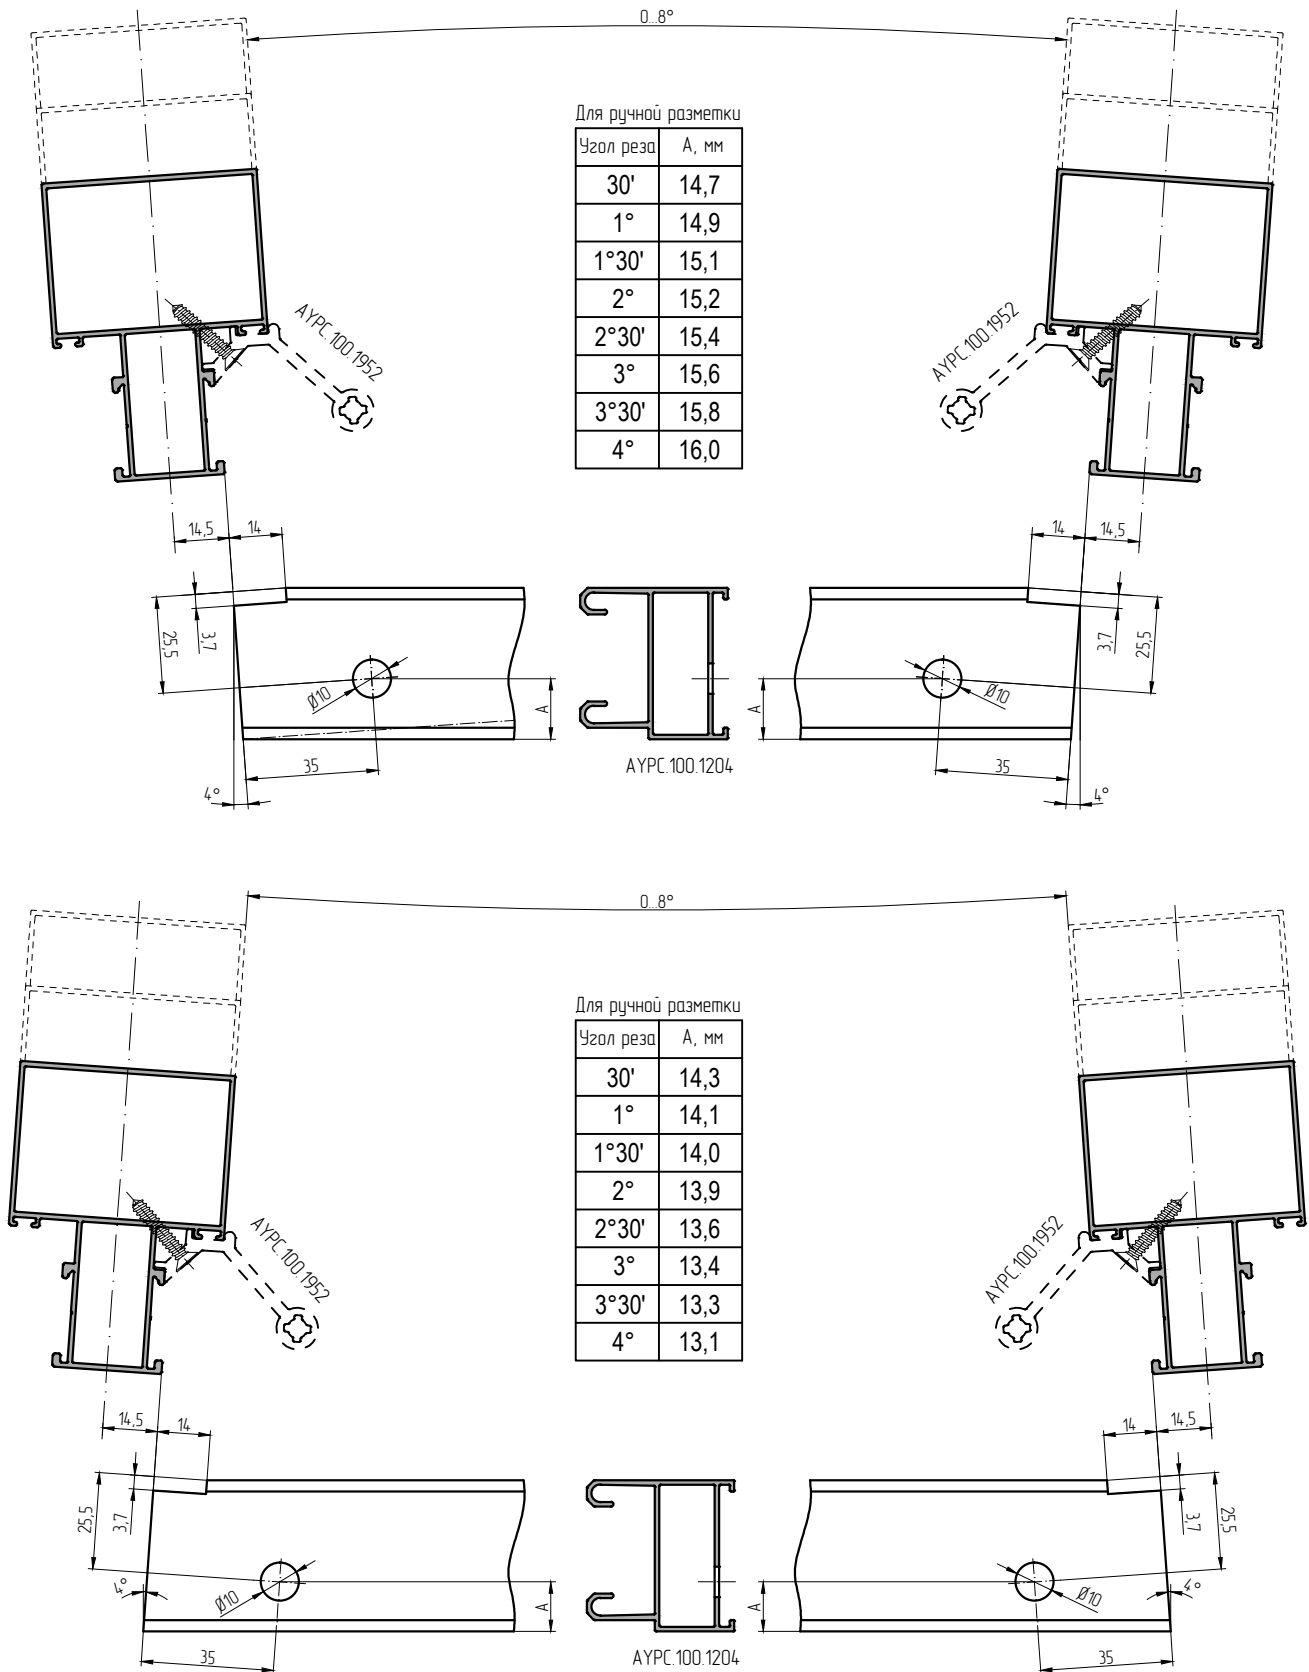 0...8°
Для ручной разметки
Угол реза А, мм
30' 14,7
1° 14,9
1°30' 15,1
2° 15,2
2°30' 15,4
3° 15,6
3°30' 15,8
4° 16,0
AYPC.100.1952
AYPC.100.1952
14,5 14
14 14,5
25,5
3,7
Ø10
A
35
4°
A
Ø10
3,7
25,5
35
4°
AYPC.100.1204
0...8°
Для ручной разметки
Угол реза А, мм
30' 14,3
1° 14,1
1°30' 14,0
2° 13,9
2°30' 13,6
3° 13,4
3°30' 13,3
4° 13,1
AYPC.100.1952
AYPC.100.1952
14,5 14
14 14,5
25,5
3,7
4°
Ø10
A
35
A
Ø10
3,7
25,5
4°
35
AYPC.100.1204